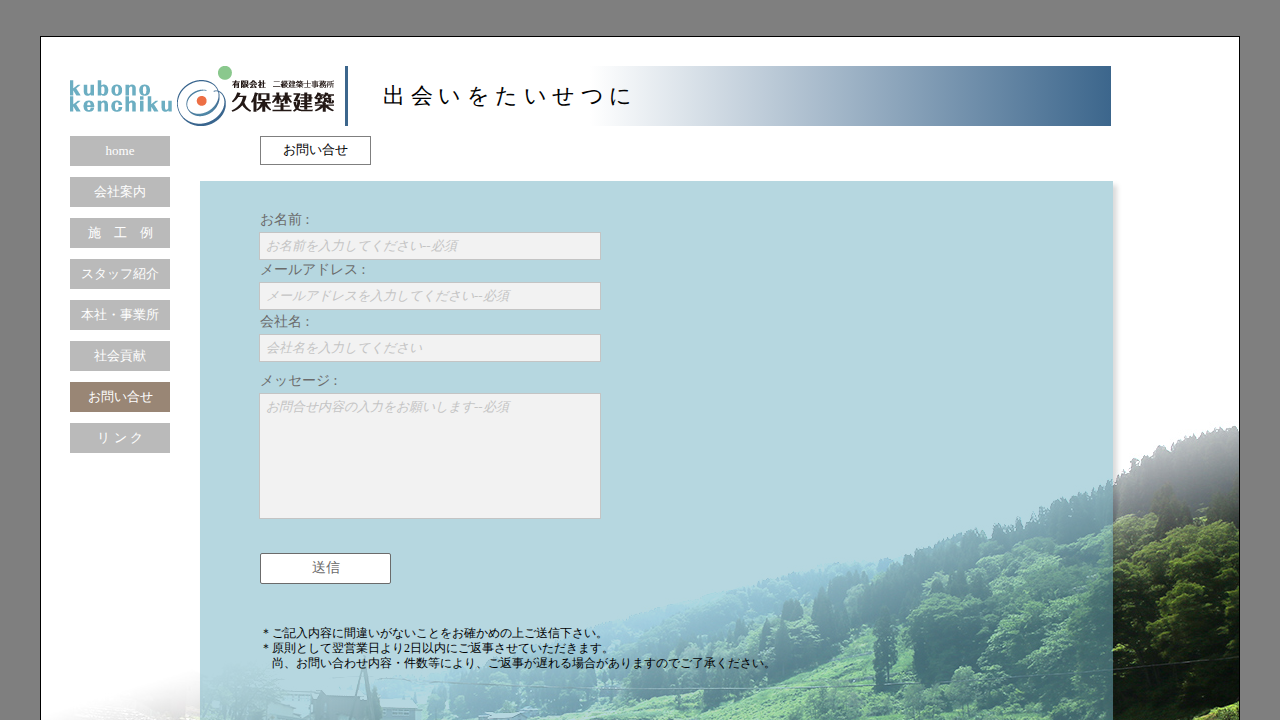 kubono
kenchiku
有限会社 二級建築士事務所
久保埜建築
出会いをたいせつに
home
会社案内
施 工 例
スタッフ紹介
本社・事業所
社会貢献
お問い合せ
リンク
お問い合せ
お名前 :
お名前を入力してください--必須
メールアドレス :
メールアドレスを入力してください--必須
会社名 :
会社名を入力してください
メッセージ :
お問合せ内容の入力をお願いします--必須
送信
* ご記入内容に間違いがないことをお確かめの上ご送信下さい。
* 原則として翌営業日より2日以内にご返事させていただきます。
尚、お問い合わせ内容・件数等により、ご返事が遅れる場合がありますのでご了承ください。